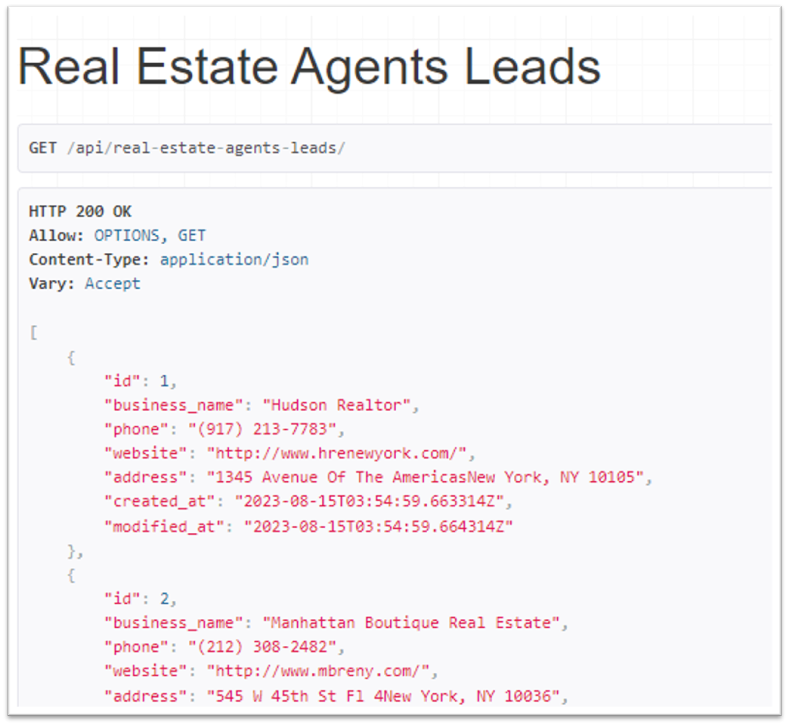 Real Estate Agents Leads
GET /api/real-estate-agents-leads/
HTTP 200 OK
Allow: OPTIONS, GET
Content-Type: application/json
Vary: Accept
[
{
"id": 1,
"business_name": "Hudson Realtor",
"phone": "(917) 213-7783",
"website": "http://www.hrenewyork.com/",
"address": "1345 Avenue Of The AmericasNew York, NY 10105",
"created_at": "2023-08-15T03:54:59.663314Z",
"modified_at": "2023-08-15T03:54:59.664314Z"
},
{
"id": 2,
"business_name": "Manhattan Boutique Real Estate",
"phone": "(212) 308-2482",
"website": "http://www.mbreny.com/",
"address": "545 W 45th St Fl 4New York, NY 10036",